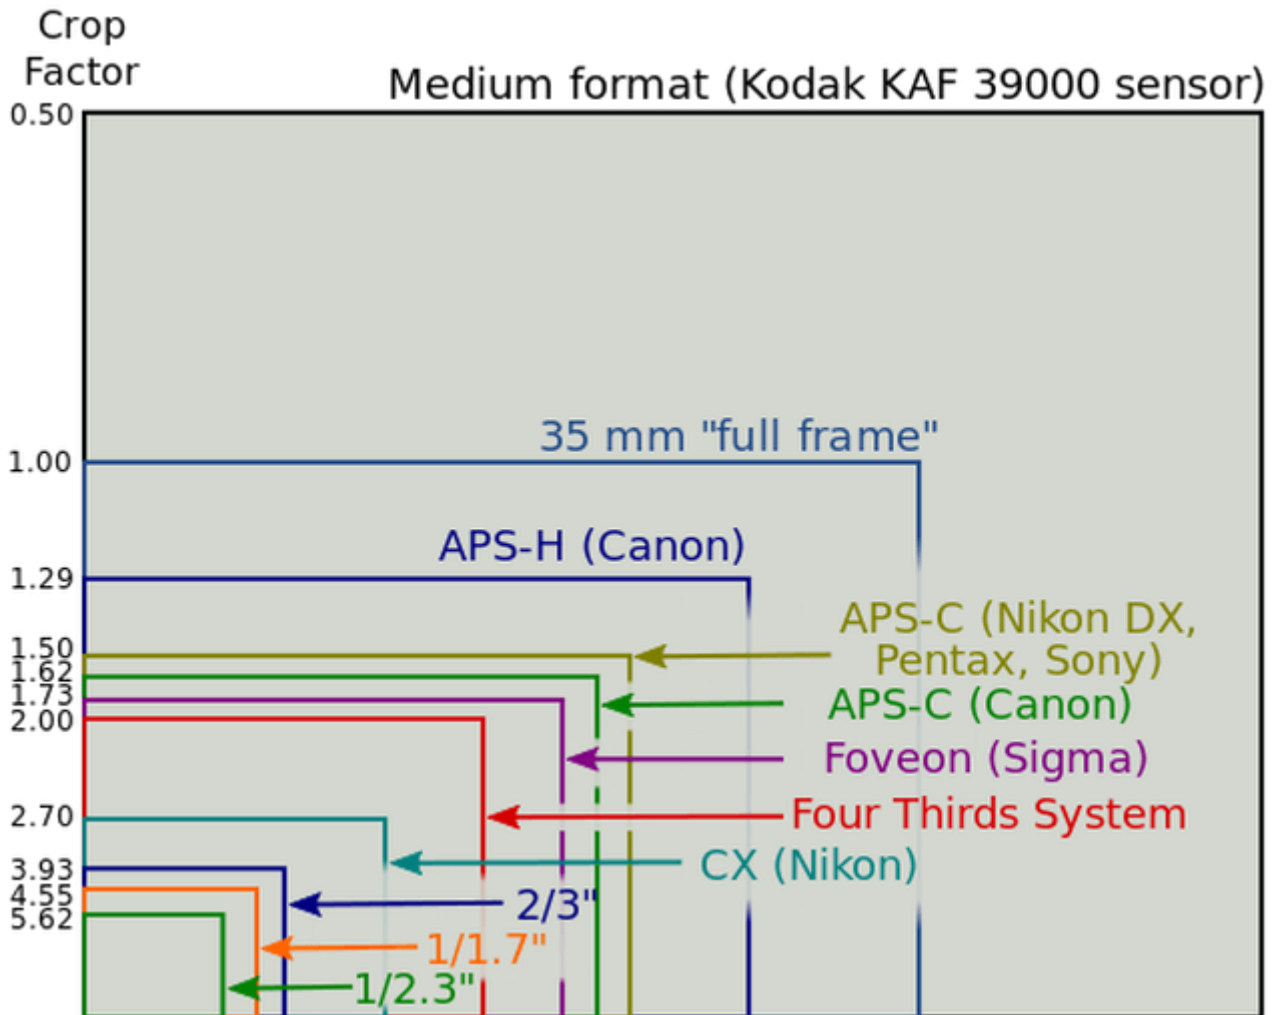 Crop
Factor
Medium format (Kodak KAF 39000 sensor)
0.50
35 mm "full frame"
1.00
APS-H (Canon)
1.29
APS-C (Nikon DX,
Pentax, Sony)
1.50
1.62
APS-C (Canon)
1.73
2.00
Foveon (Sigma)
Four Thirds System
2.70
CX (Nikon)
3.93
4.55
2/3"
5.62
1/1.7"
1/2.3"